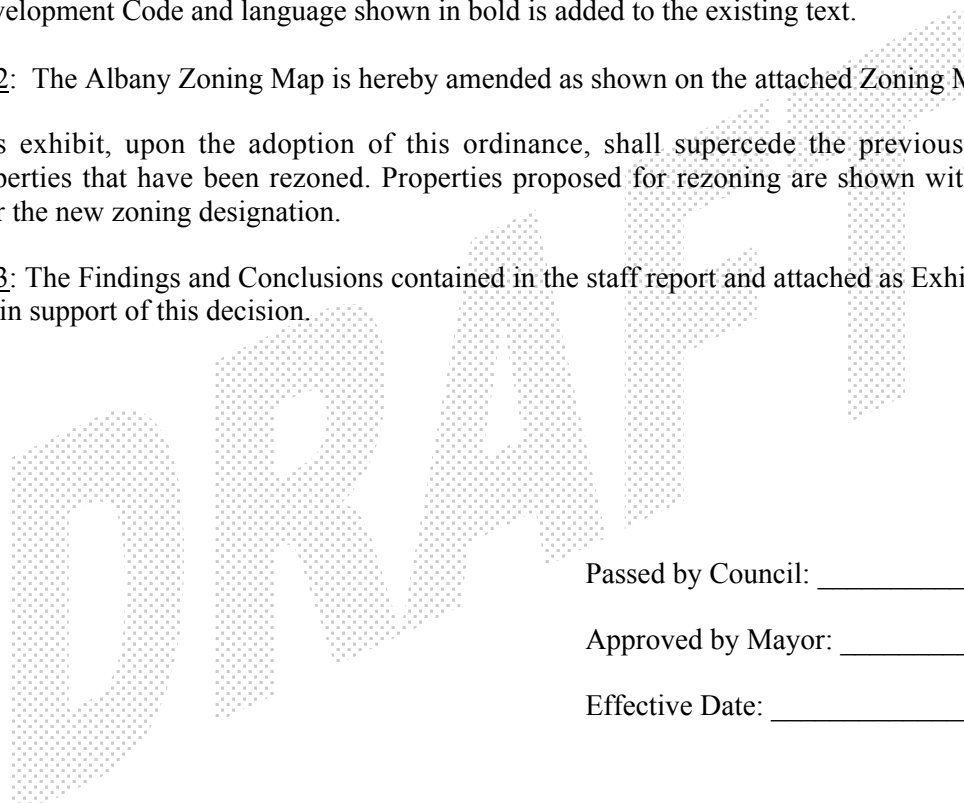 velopment Code and language shown in bold is added to the existing text.
2: The Albany Zoning Map is hereby amended as shown on the attached Zoning M
s exhibit, upon the adoption of this ordinance, shall supercede the previous
perties that have been rezoned. Properties proposed for rezoning are shown wit
r the new zoning designation.
3: The Findings and Conclusions contained in the staff report and attached as Exhi
in support of this decision.
DRAFT
Passed by Council: __________
Approved by Mayor: _________
Effective Date: ______________